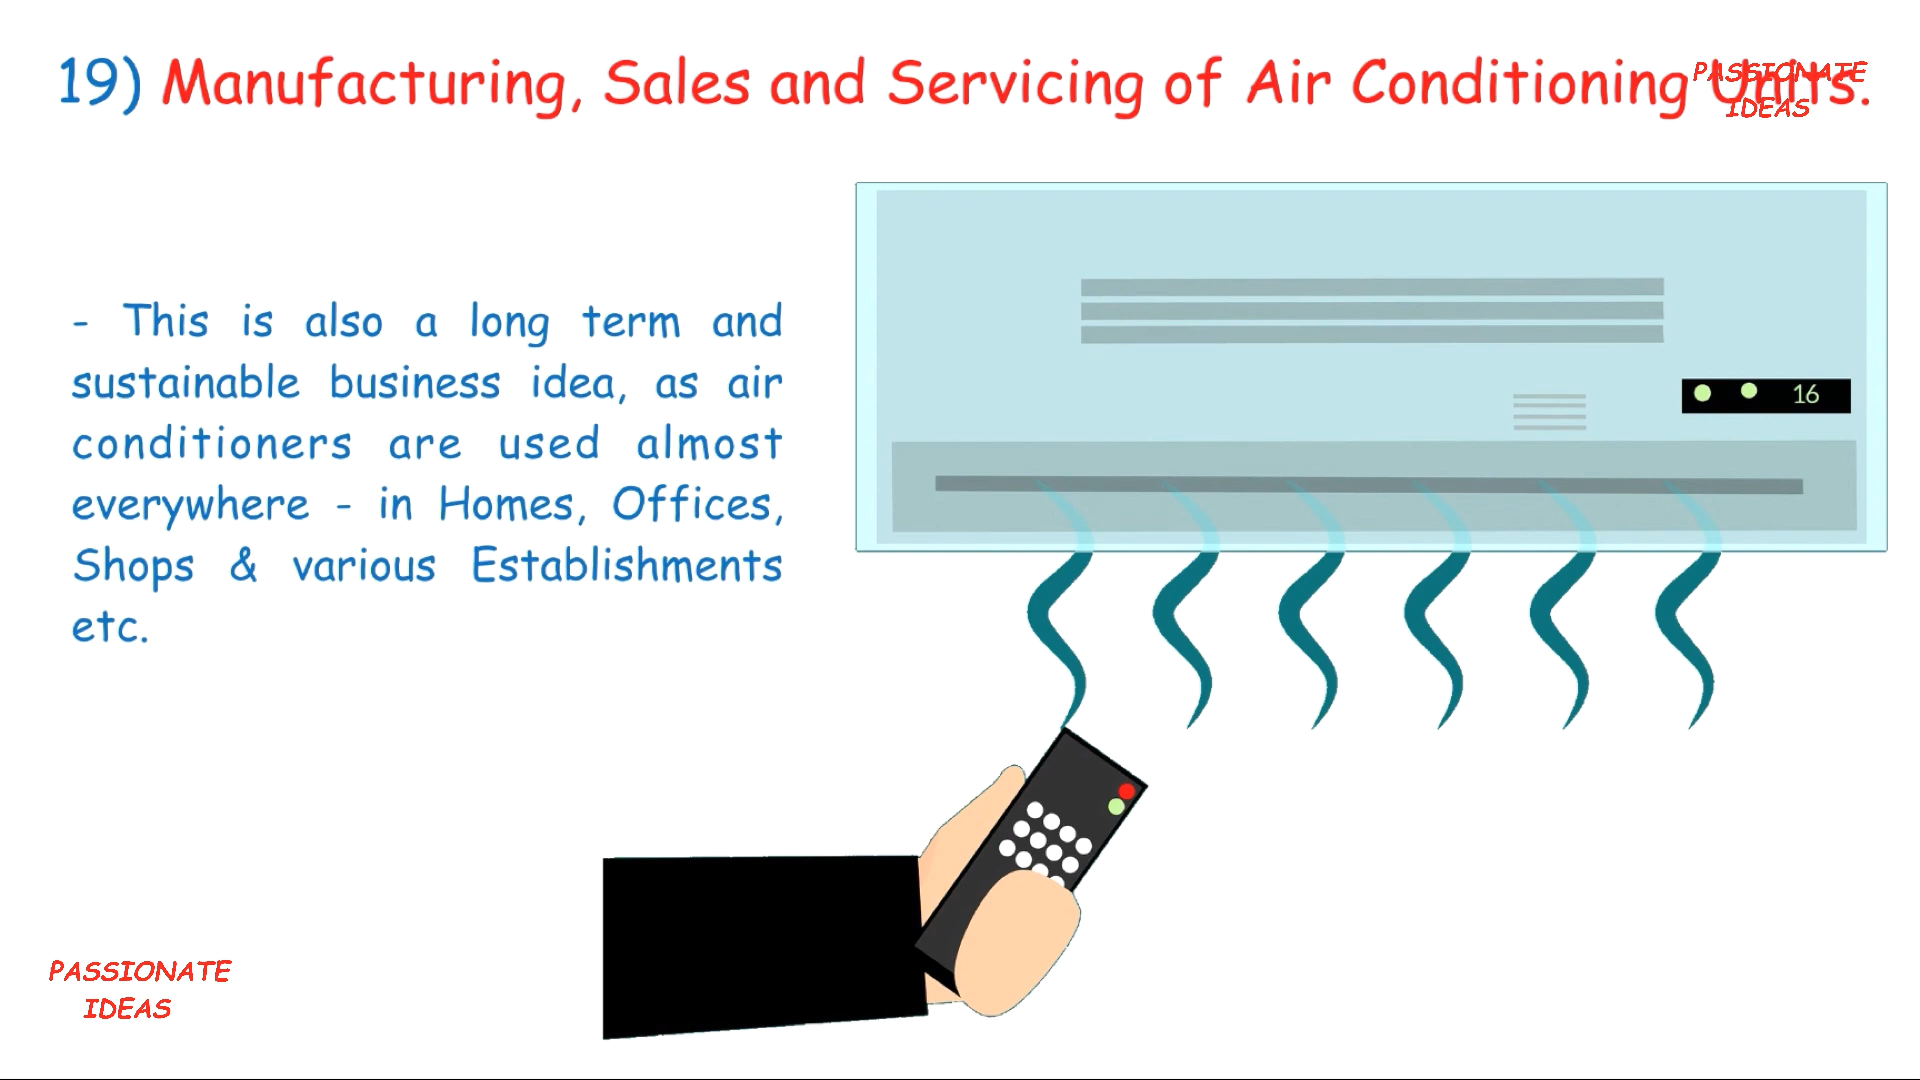 19) Manufacturing, Sales and Servicing of Air Conditioning Units.
PASSIONATE
IDEAS
- This is also a long term and
sustainable business idea, as air
conditioners are used almost
everywhere - in Homes, Offices,
Shops & various Establishments
etc.
16
PASSIONATE
IDEAS